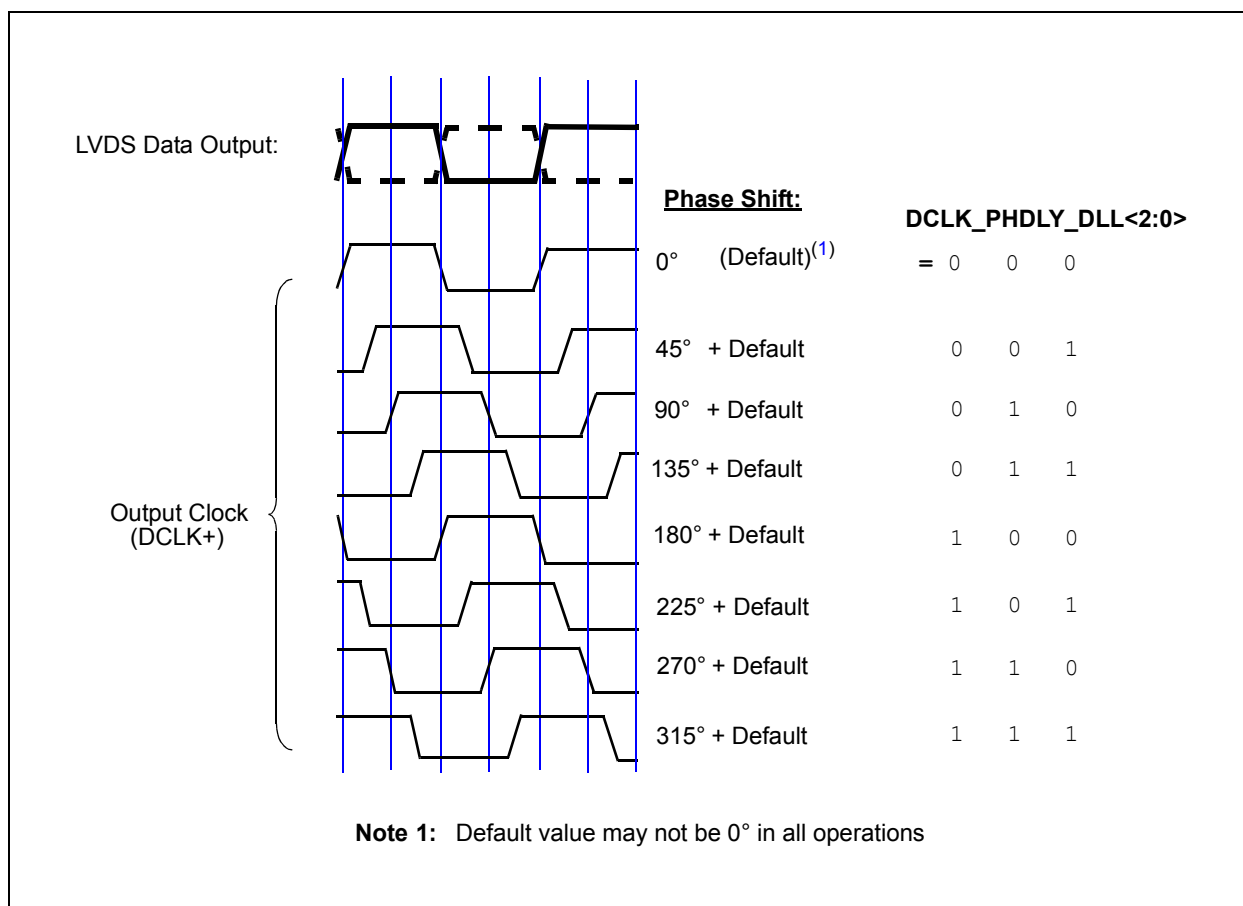 LVDS Data Output:
Phase Shift:
DCLK_PHDLY_DLL<2:0>
0° (Default)(1) = 0 0 0
45° + Default 0 0 1
90° + Default 0 1 0
135° + Default 0 1 1
Output Clock
(DCLK+)
180° + Default 1 0 0
225° + Default 1 0 1
270° + Default 1 1 0
315° + Default 1 1 1
Note 1: Default value may not be 0° in all operations